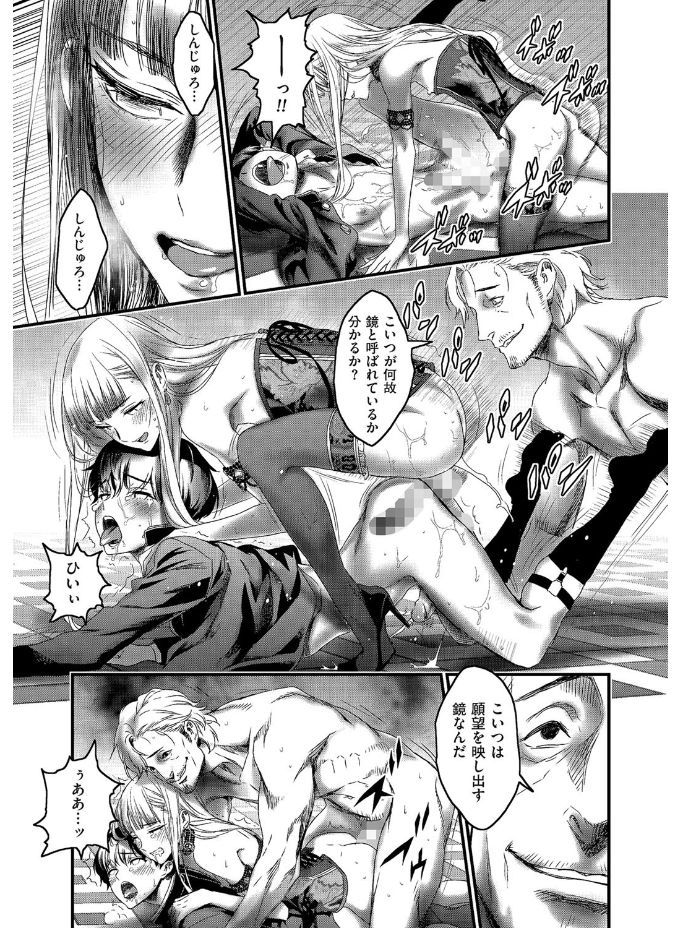 ーっ!!
しんじゅろ…
しんじゅろ…
こいつが何故
鏡と呼ばれているか
分かるか?
ひいぃ
こいつは
願望を映し出す
鏡なんだ
ぅああ…ッ